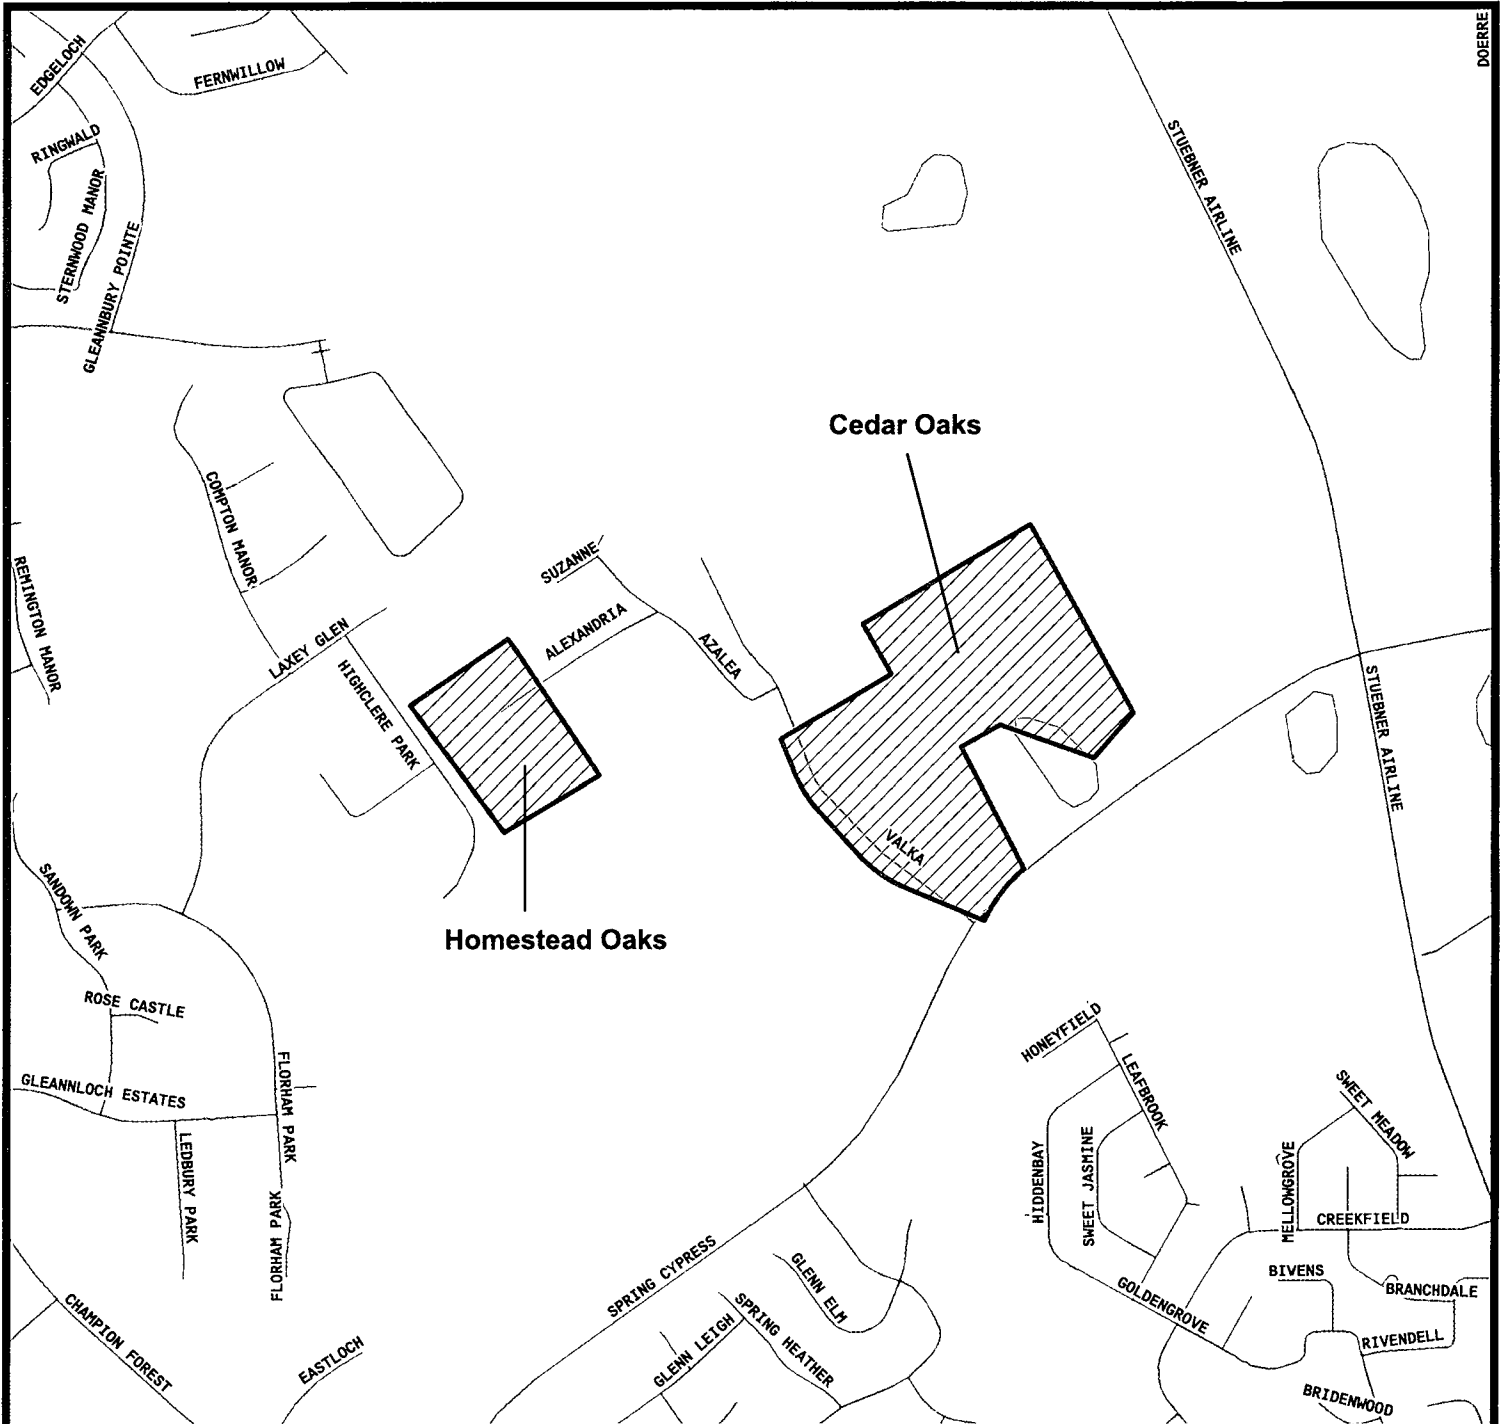 DOERRE
EDGELOCH
FERNWILLOW
RINGWALD
STERNWOOD MANOR
GLEANNBURY POINTE
STUEBNER AIRLINE
Cedar Oaks
COMPTON MANOR
REMINGTON MANOR
SUZANNE
ALEXANDRIA
AZALEA
LAXEY GLEN
HIGHCLERE PARK
STUEBNER AIRLINE
VALKA
SANDOWN PARK
Homestead Oaks
ROSE CASTLE
GLEANNLOCH ESTATES
FLORHAM PARK
LEDBURY PARK
FLORHAM PARK
HONEYFIELD
LEAFBROOK
SWEET MEADOW
HIDDENBAY
SWEET JASMINE
MELLOWGROVE
CREEKFIELD
SPRING CYPRESS
GLENN ELM
GOLDENGROVE
BIVENS
BRANCHDALE
CHAMPION FOREST
EASTLOCH
GLENN LEIGH
SPRING HEATHER
RIVENDELL
BRIDENWOOD